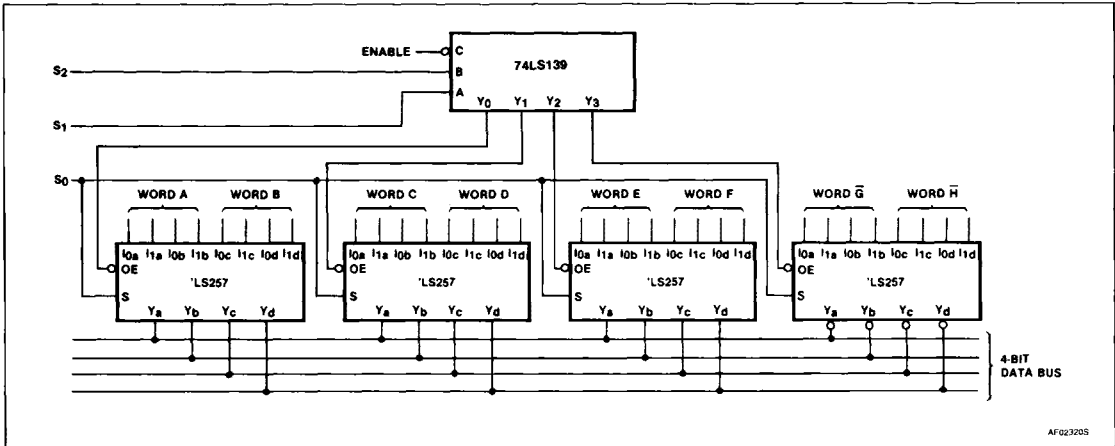 ENABLE C
74LS139
S2 B
A
Y0 Y1 Y2 Y3
S1
S0
WORD A WORD B WORD C WORD D WORD E WORD F WORD G̅ WORD H̅
I0a I1a I0b I1b I0c I1c I0d I1d I0a I1a I0b I1b I0c I1c I0d I1d I0a I1a I0b I1b I0c I1c I0d I1d I0a I1a I0b I1b I0c I1c I0d I1d
OE OE OE OE
'LS257 'LS257 'LS257 'LS257
S S S S
Ya Yb Yc Yd Ya Yb Yc Yd Ya Yb Yc Yd Ya Yb Yc Yd
4-BIT
DATA BUS
AF02320S